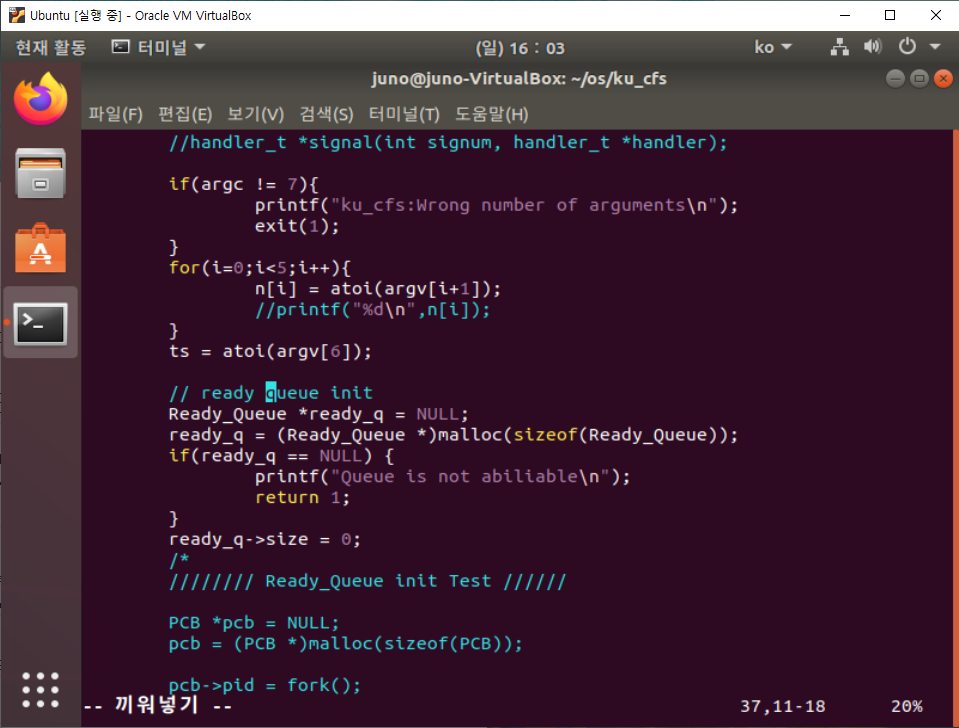 Ubuntu [실행 중] - Oracle VM VirtualBox
현재 활동 터미널 (일) 16 : 03 ko
juno@juno-VirtualBox: ~/os/ku_cfs
파일(F) 편집(E) 보기(V) 검색(S) 터미널(T) 도움말(H)
//handler_t *signal(int signum, handler_t *handler);
if(argc != 7){
printf("ku_cfs:Wrong number of arguments\n");
exit(1);
}
for(i=0;i<5;i++){
n[i] = atoi(argv[i+1]);
//printf("%d\n",n[i]);
}
ts = atoi(argv[6]);
// ready queue init
Ready_Queue *ready_q = NULL;
ready_q = (Ready_Queue *)malloc(sizeof(Ready_Queue));
if(ready_q == NULL) {
printf("Queue is not abiliable\n");
return 1;
}
ready_q->size = 0;
/*
//////// Ready_Queue init Test //////
PCB *pcb = NULL;
pcb = (PCB *)malloc(sizeof(PCB));
pcb->pid = fork();
-- 끼워넣기 -- 37,11-18 20%